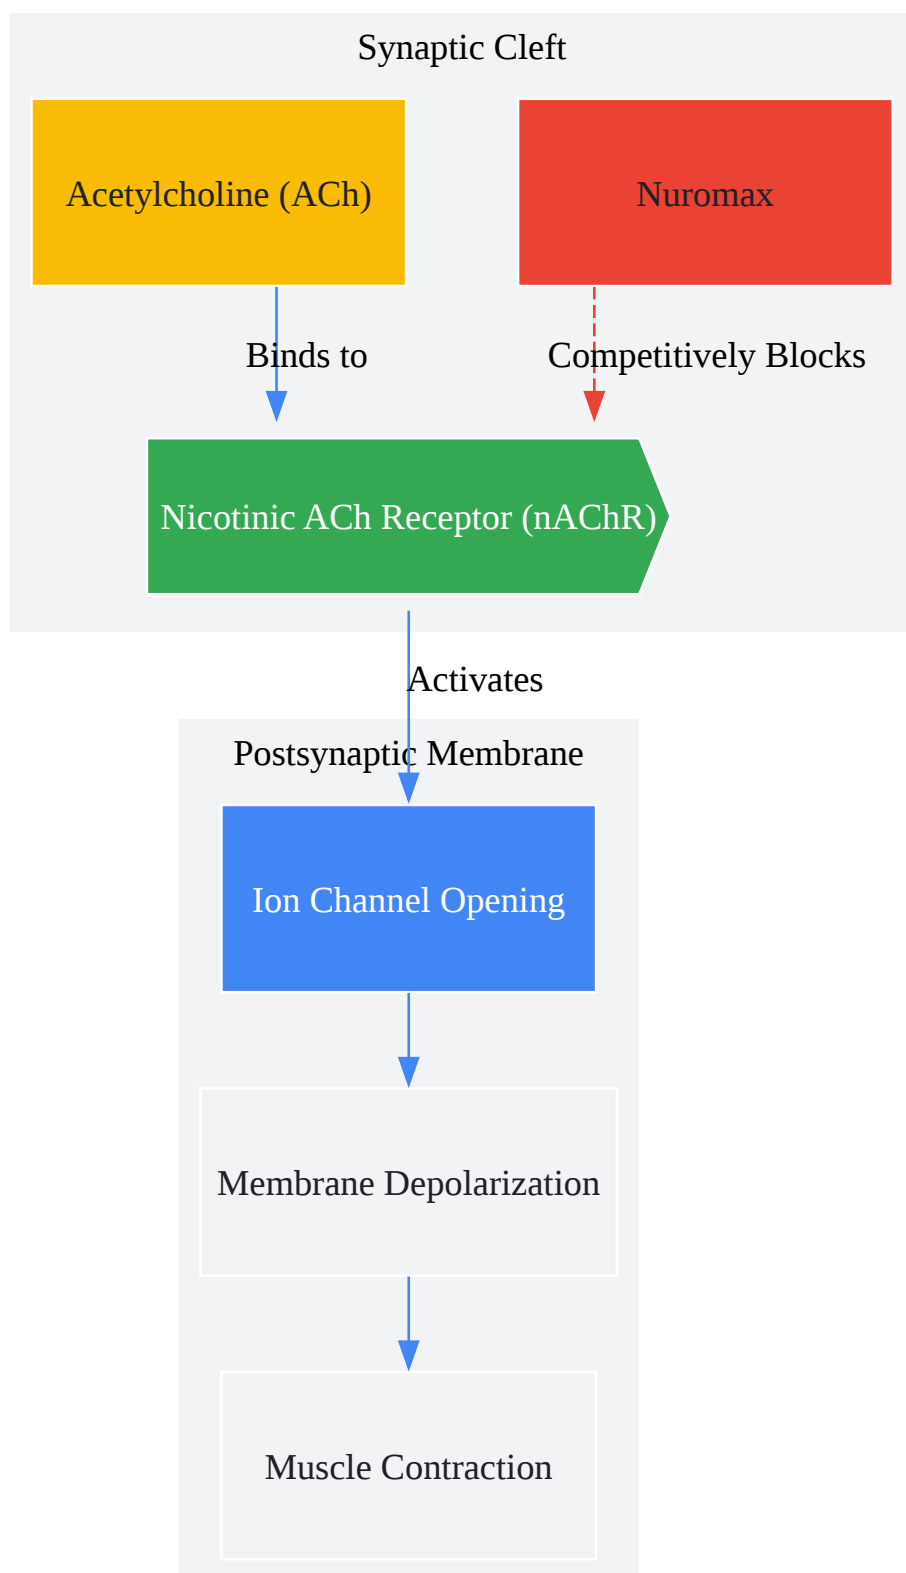 Synaptic Cleft
Acetylcholine (ACh)
Nuromax
Binds to
Competitively Blocks
Nicotinic ACh Receptor (nAChR)
Activates
Postsynaptic Membrane
Ion Channel Opening
Membrane Depolarization
Muscle Contraction